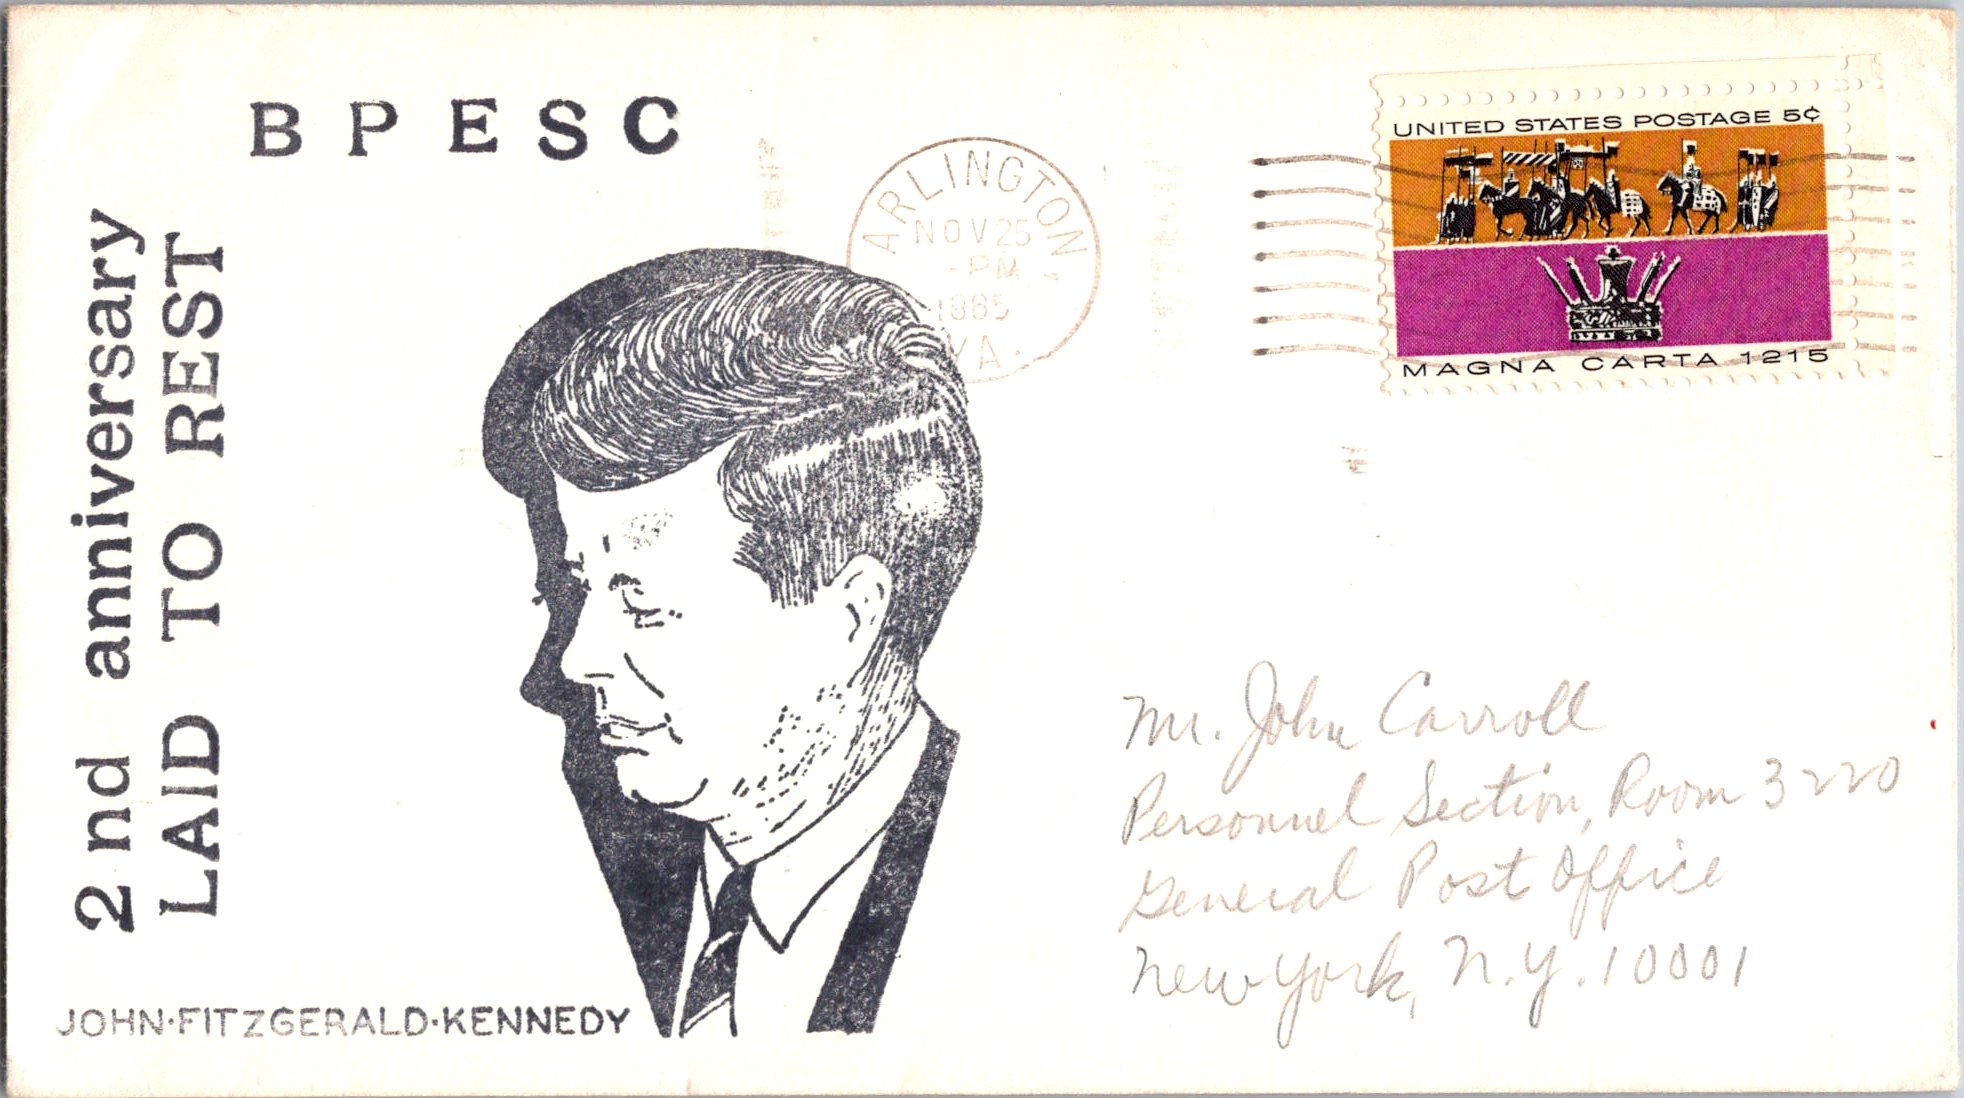 B P E S C
2nd anniversary
LAID TO REST
JOHN·FITZGERALD·KENNEDY
ARLINGTON,
NOV 25
-PM
1965
VA.
UNITED STATES POSTAGE 5¢
MAGNA CARTA 1215
Mr. John Carroll
Personnel Section, Room 3220
General Post Office
New York, N.Y. 10001